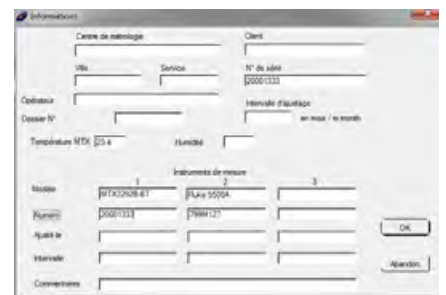 Informations
Centre de métrologie Client
Ville Service N° de série
20001333
Opérateur Intervalle d'ajustage
Dossier N° en mois / in month
Température MTX 23.4 Humidité
Instruments de mesure
1 2 3
Modèle MTX3292B-BT Fluke 5500A
Numéro 20001333
Ajusté le OK
Intervalle Abandon
Commentaires